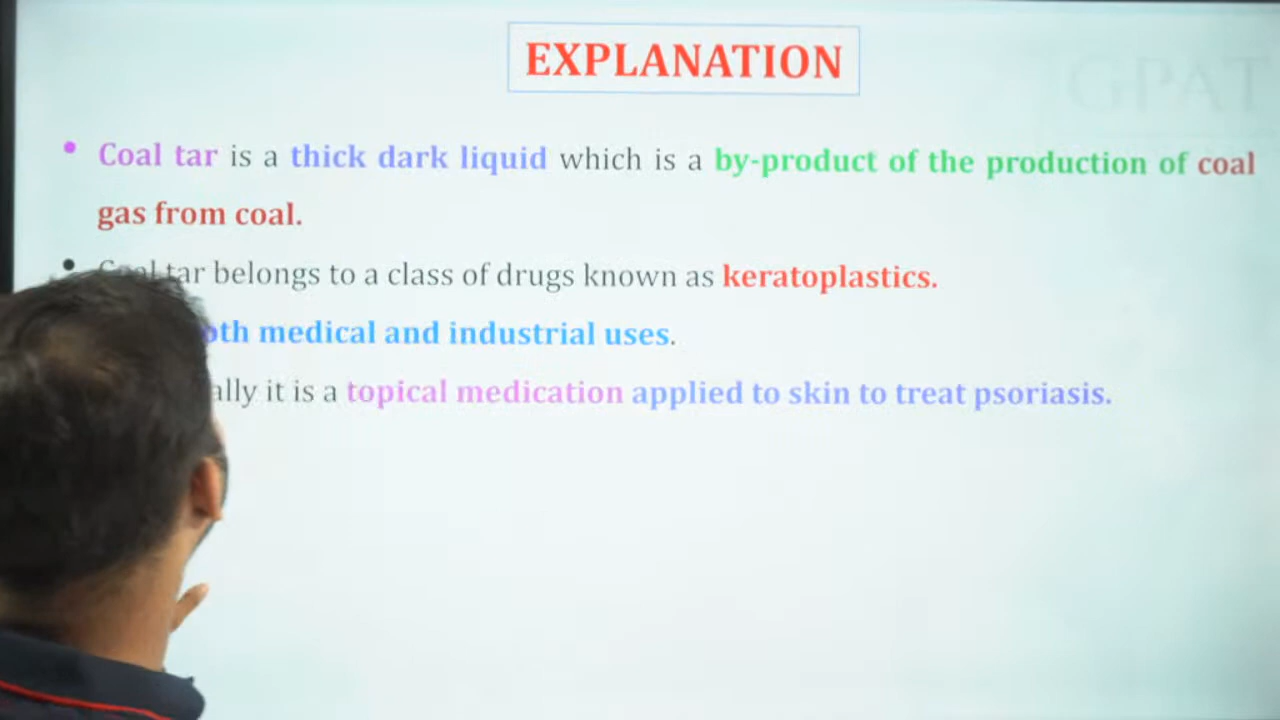 EXPLANATION
GPAT
• Coal tar is a thick dark liquid which is a by-product of the production of coal
gas from coal.
• Coal tar belongs to a class of drugs known as keratoplastics.
medical and industrial uses.
it is a topical medication applied to skin to treat psoriasis.